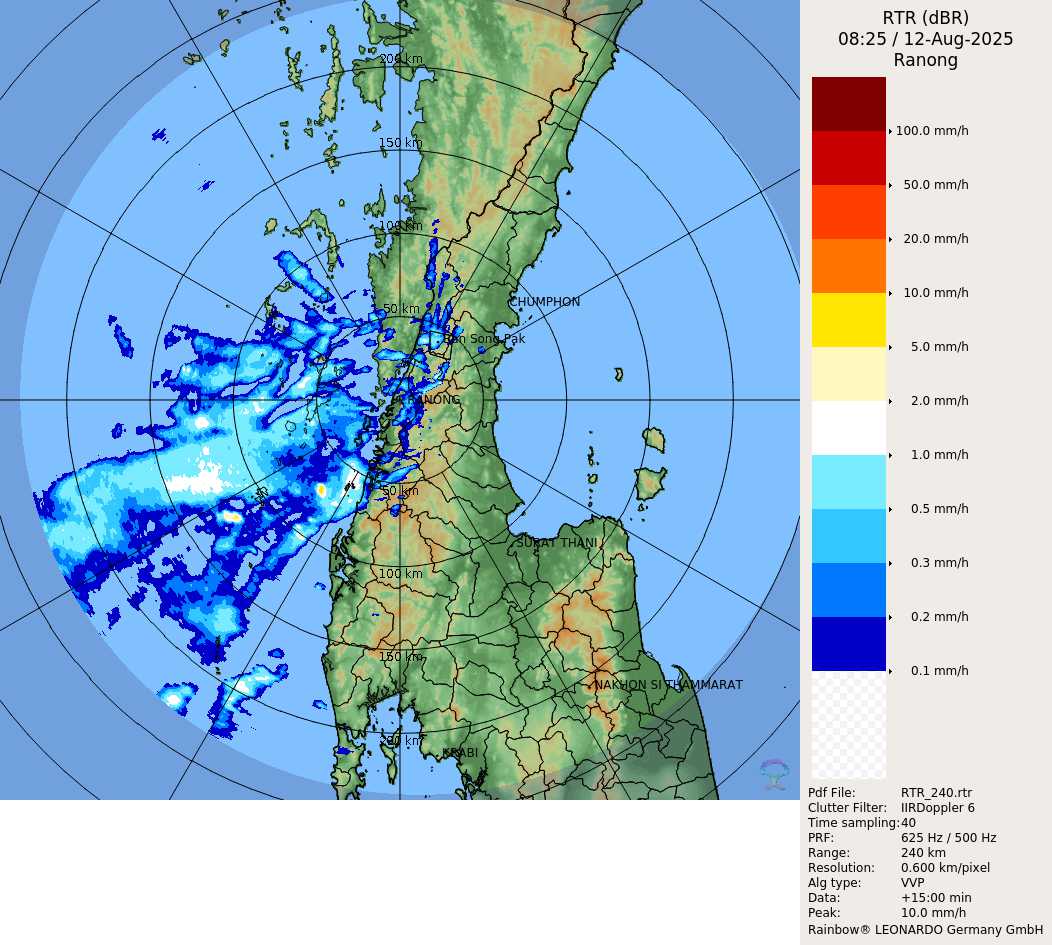 RTR (dBR)
08:25 / 12-Aug-2025
Ranong
200 km
150 km
100 km
50 km
CHUMPHON
Ban Song Pak
RANONG
50 km
SURAT THANI
100 km
150 km
NAKHON SI THAMMARAT
200 km
KRABI
100.0 mm/h
50.0 mm/h
20.0 mm/h
10.0 mm/h
5.0 mm/h
2.0 mm/h
1.0 mm/h
0.5 mm/h
0.3 mm/h
0.2 mm/h
0.1 mm/h
Pdf File: RTR_240.rtr
Clutter Filter: IIRDoppler 6
Time sampling: 40
PRF: 625 Hz / 500 Hz
Range: 240 km
Resolution: 0.600 km/pixel
Alg type: VVP
Data: +15:00 min
Peak: 10.0 mm/h
Rainbow® LEONARDO Germany GmbH